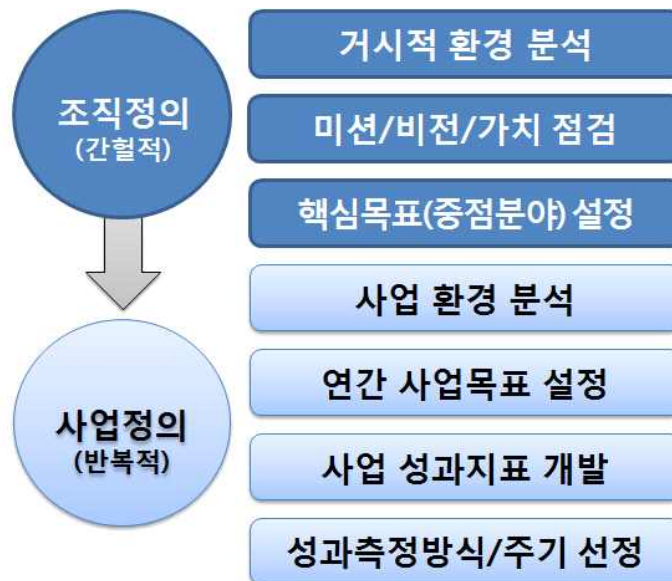 조직정의
(간헐적)
거시적 환경 분석
미션/비전/가치 점검
핵심목표(중점분야) 설정
사업정의
(반복적)
사업 환경 분석
연간 사업목표 설정
사업 성과지표 개발
성과측정방식/주기 선정